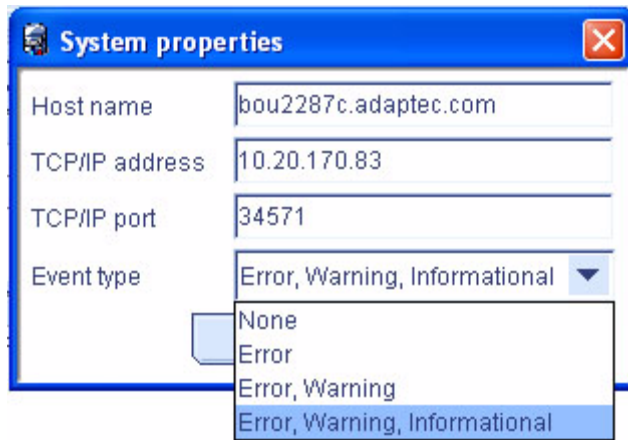 System properties
Host name bou2287c.adaptec.com
TCP/IP address 10.20.170.83
TCP/IP port 34571
Event type Error, Warning, Informational
None
Error
Error, Warning
Error, Warning, Informational